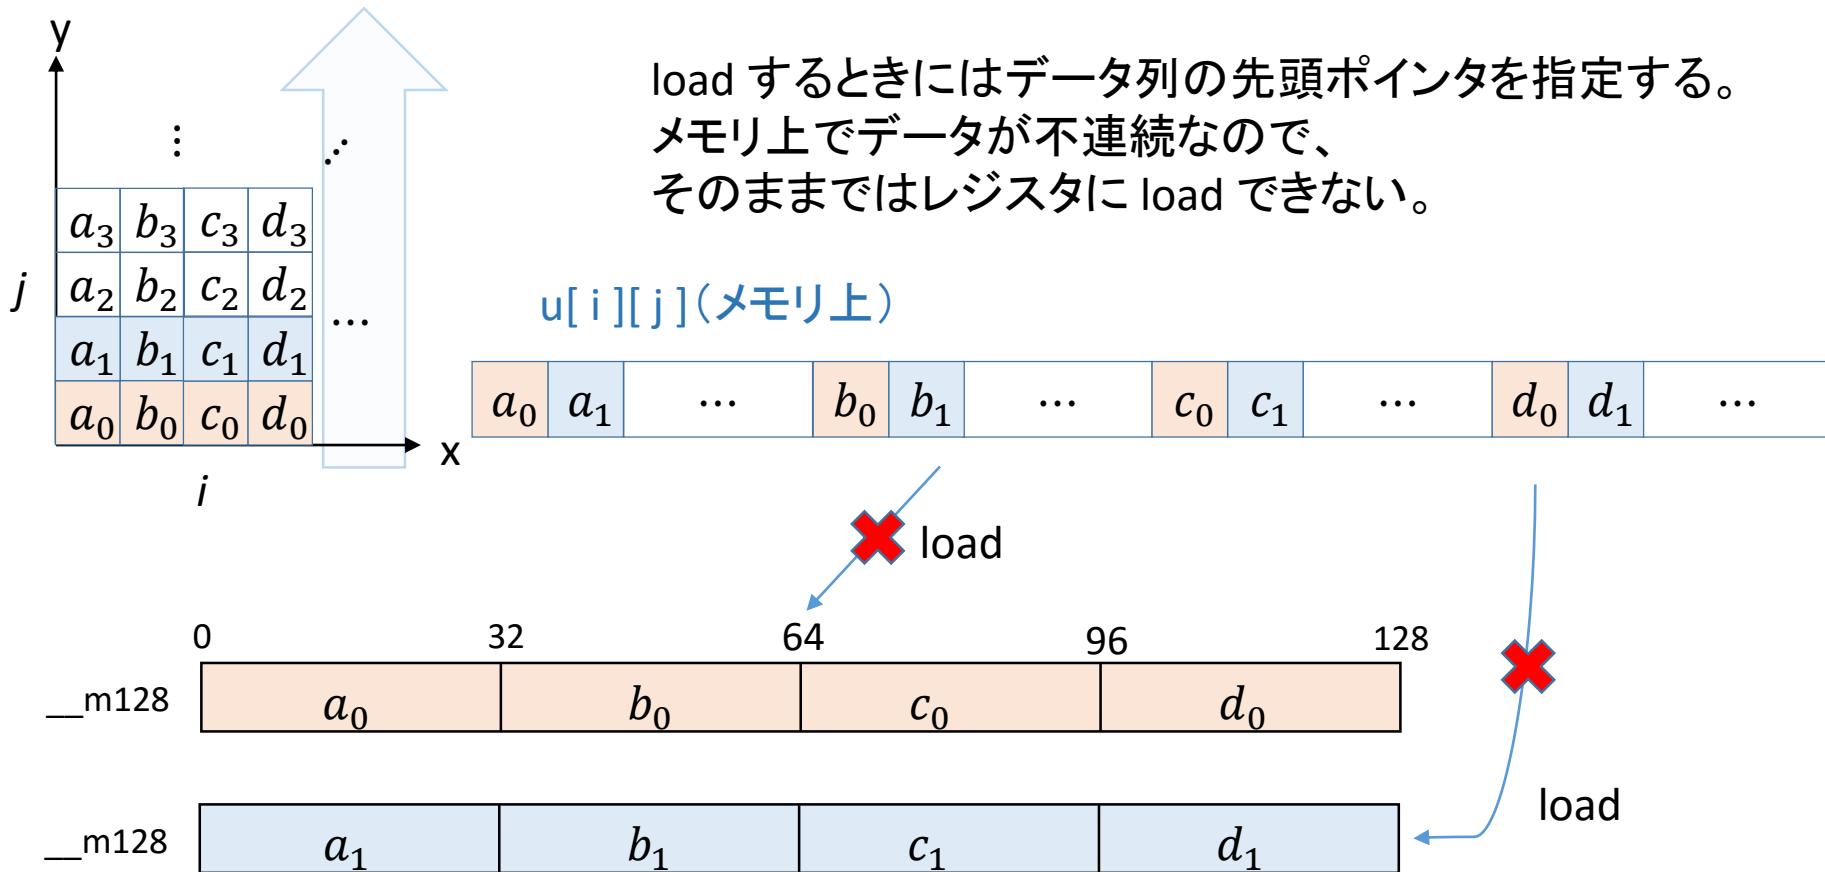 y
load するときにはデータ列の先頭ポインタを指定する。
メモリ上でデータが不連続なので、
そのままではレジスタに load できない。
⋮ ⋰
a₃ b₃ c₃ d₃
j a₂ b₂ c₂ d₂
a₁ b₁ c₁ d₁ ⋯
a₀ b₀ c₀ d₀
x
i
u[ i ][ j ](メモリ上)
a₀ a₁ ⋯ b₀ b₁ ⋯ c₀ c₁ ⋯ d₀ d₁ ⋯
load
0 32 64 96 128
__m128 a₀ b₀ c₀ d₀
load
__m128 a₁ b₁ c₁ d₁